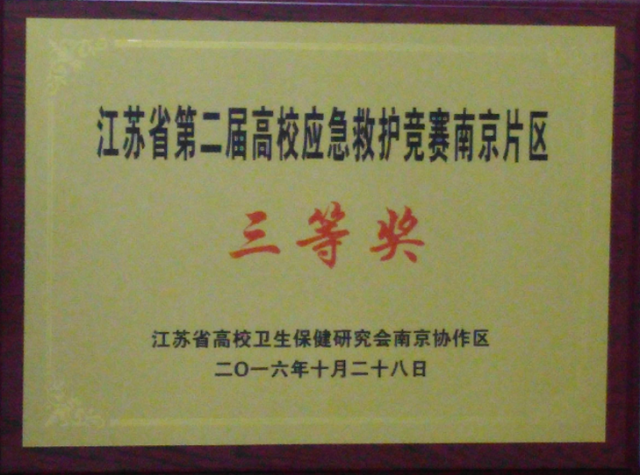 江苏省第二届高校应急救护竞赛南京片区
三等奖
江苏省高校卫生保健研究会南京协作区
二〇一六年十月二十八日